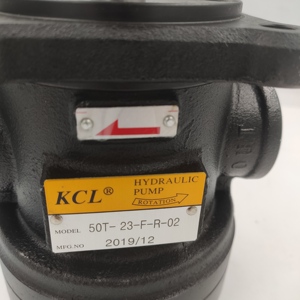 KCL® HYDRAULIC
PUMP
ROTATION
MODEL 50T-23-F-R-02
MFG.NO 2019/12